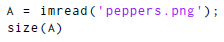 A = imread('peppers.png');
size(A)